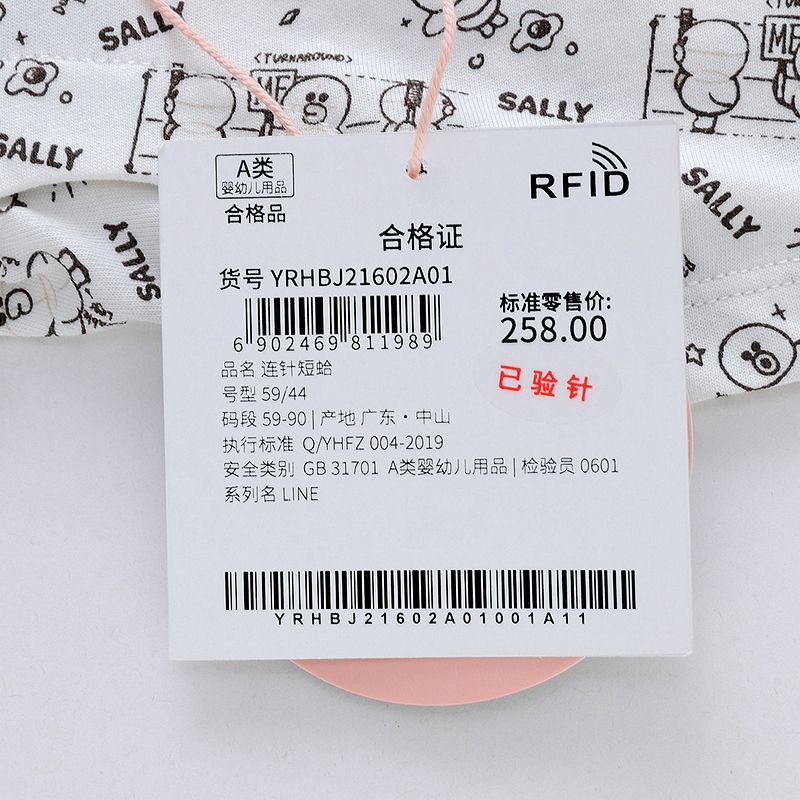 SALLY
<TURNAROUND>
ME
SALLY
ME
SALLY
SALLY
SALLY
A类
婴幼儿用品
合格品
RFID
合格证
货号 YRHBJ21602A01
6 902469 811989
标准零售价:
258.00
已验针
品名 连针短蛤
号型 59/44
码段 59-90 | 产地 广东·中山
执行标准 Q/YHFZ 004-2019
安全类别 GB 31701 A类婴幼儿用品 | 检验员 0601
系列名 LINE
YRHBJ21602A01001A11